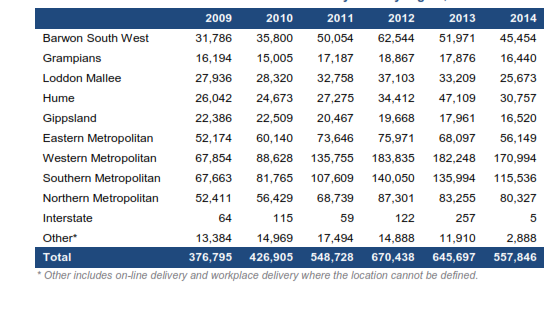 2009 2010 2011 2012 2013 2014
Barwon South West 31,786 35,800 50,054 62,544 51,971 45,454
Grampians 16,194 15,005 17,187 18,867 17,876 16,440
Loddon Mallee 27,936 28,320 32,758 37,103 33,209 25,673
Hume 26,042 24,673 27,275 34,412 47,109 30,757
Gippsland 22,386 22,509 20,467 19,668 17,961 16,520
Eastern Metropolitan 52,174 60,140 73,646 75,971 68,097 56,149
Western Metropolitan 67,854 88,628 135,755 183,835 182,248 170,994
Southern Metropolitan 67,663 81,765 107,609 140,050 135,994 115,536
Northern Metropolitan 52,411 56,429 68,739 87,301 83,255 80,327
Interstate 64 115 59 122 257 5
Other* 13,384 14,969 17,494 14,888 11,910 2,888
Total 376,795 426,905 548,728 670,438 645,697 557,846
* Other includes on-line delivery and workplace delivery where the location cannot be defined.